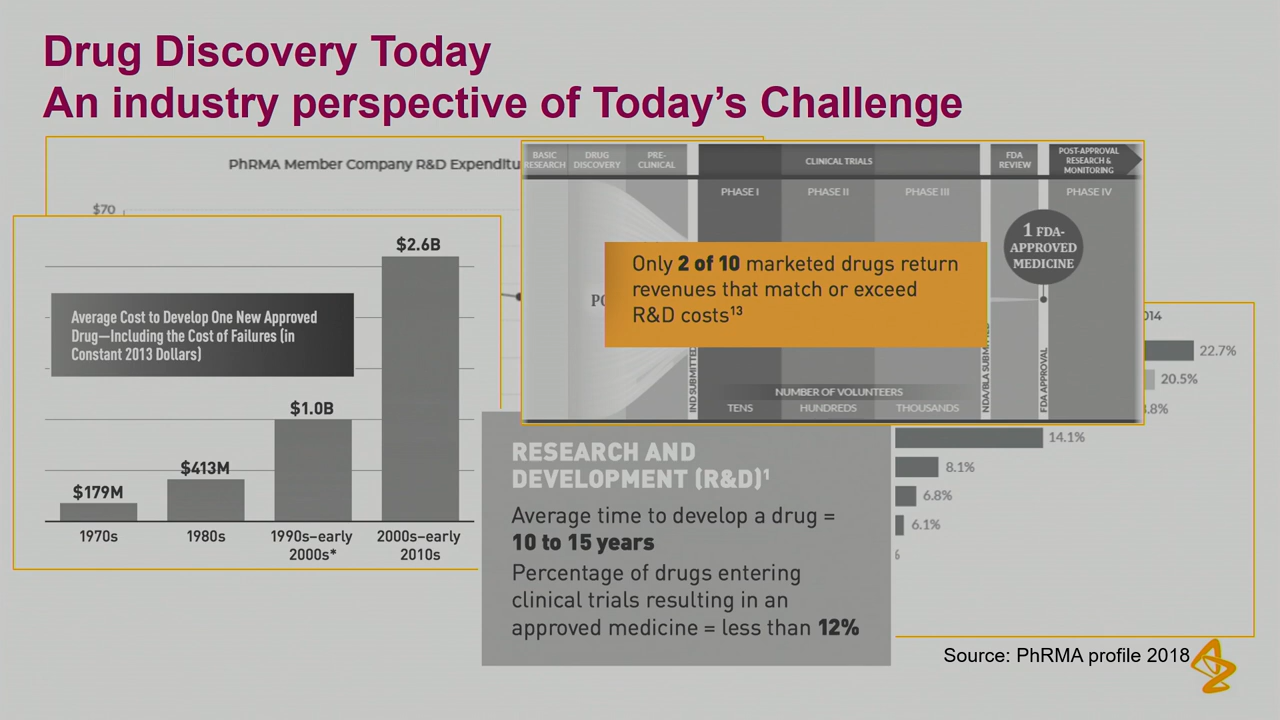 Drug Discovery Today
An industry perspective of Today's Challenge
PhRMA Member Company R&D
$70
$2.6B
Average Cost to Develop One New Approved
Drug—Including the Cost of Failures (in
Constant 2013 Dollars)
$1.0B
$413M
$179M
1970s
1980s
1990s–early
2000s*
2000s–early
2010s
BASIC
RESEARCH
DRUG
DISCOVERY
PRE-
CLINICAL
CLINICAL TRIALS
FDA
REVIEW
POST-APPROVAL
RESEARCH &
MONITORING
PHASE I
PHASE II
PHASE III
PHASE IV
1 FDA-
APPROVED
MEDICINE
Only 2 of 10 marketed drugs return
revenues that match or exceed
R&D costs¹³
IND SUBMITTED
NDA/BLA
FDA APPROVAL
NUMBER OF VOLUNTEERS
TENS
HUNDREDS
THOUSANDS
RESEARCH AND
DEVELOPMENT (R&D)¹
Average time to develop a drug =
10 to 15 years
Percentage of drugs entering
clinical trials resulting in an
approved medicine = less than 12%
22.7%
20.5%
14.1%
8.1%
6.8%
6.1%
Source: PhRMA profile 2018